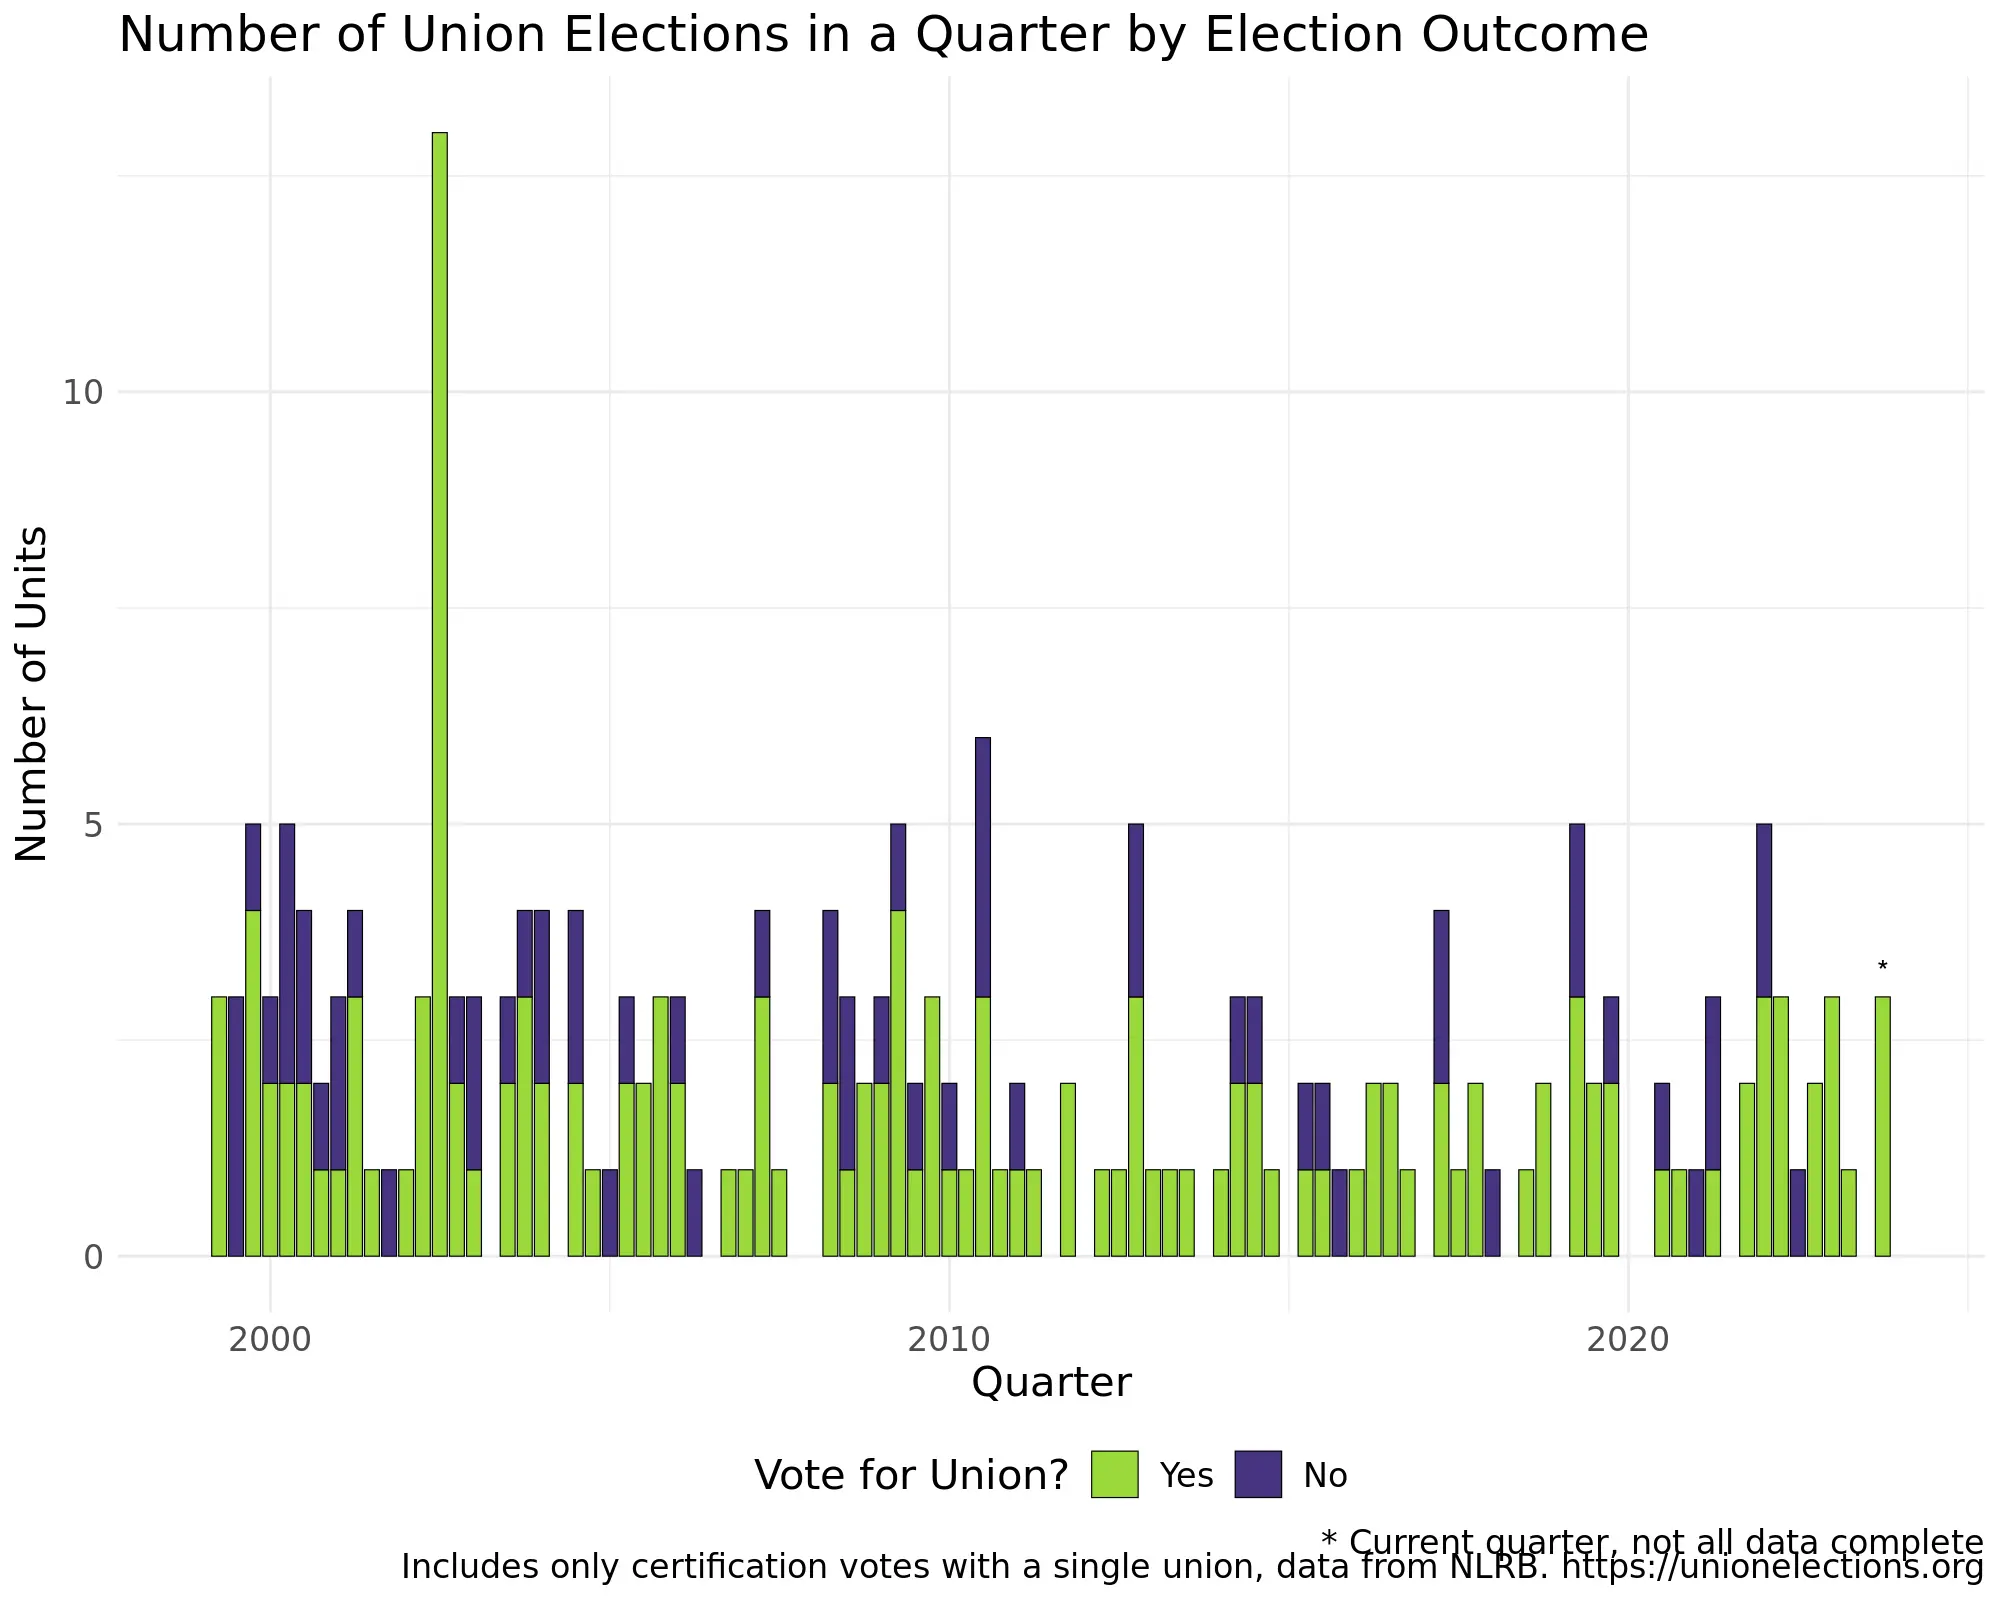 Number of Union Elections in a Quarter by Election Outcome
Number of Units
10
5
0
*
2000
2010
2020
Quarter
Vote for Union?
Yes
No
* Current quarter, not all data complete
Includes only certification votes with a single union, data from NLRB. https://unionelections.org